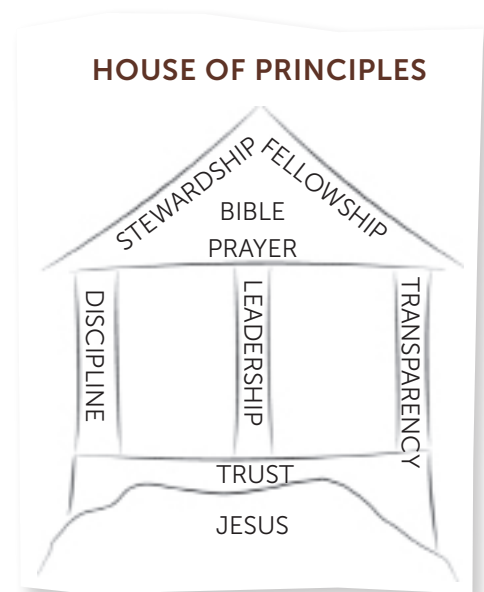 HOUSE OF PRINCIPLES
STEWARDSHIP
FELLOWSHIP
BIBLE
PRAYER
DISCIPLINE
LEADERSHIP
TRANSPARENCY
TRUST
JESUS